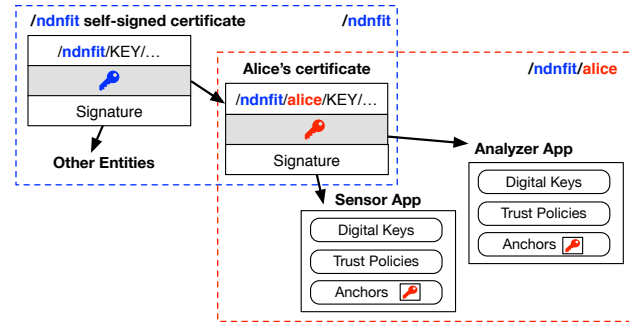 /ndnfit self-signed certificate
/ndnfit
/ndnfit/KEY/…
Signature
Other Entities
Alice's certificate
/ndnfit/alice
/ndnfit/alice/KEY/…
Signature
Analyzer App
Digital Keys
Trust Policies
Anchors
Sensor App
Digital Keys
Trust Policies
Anchors